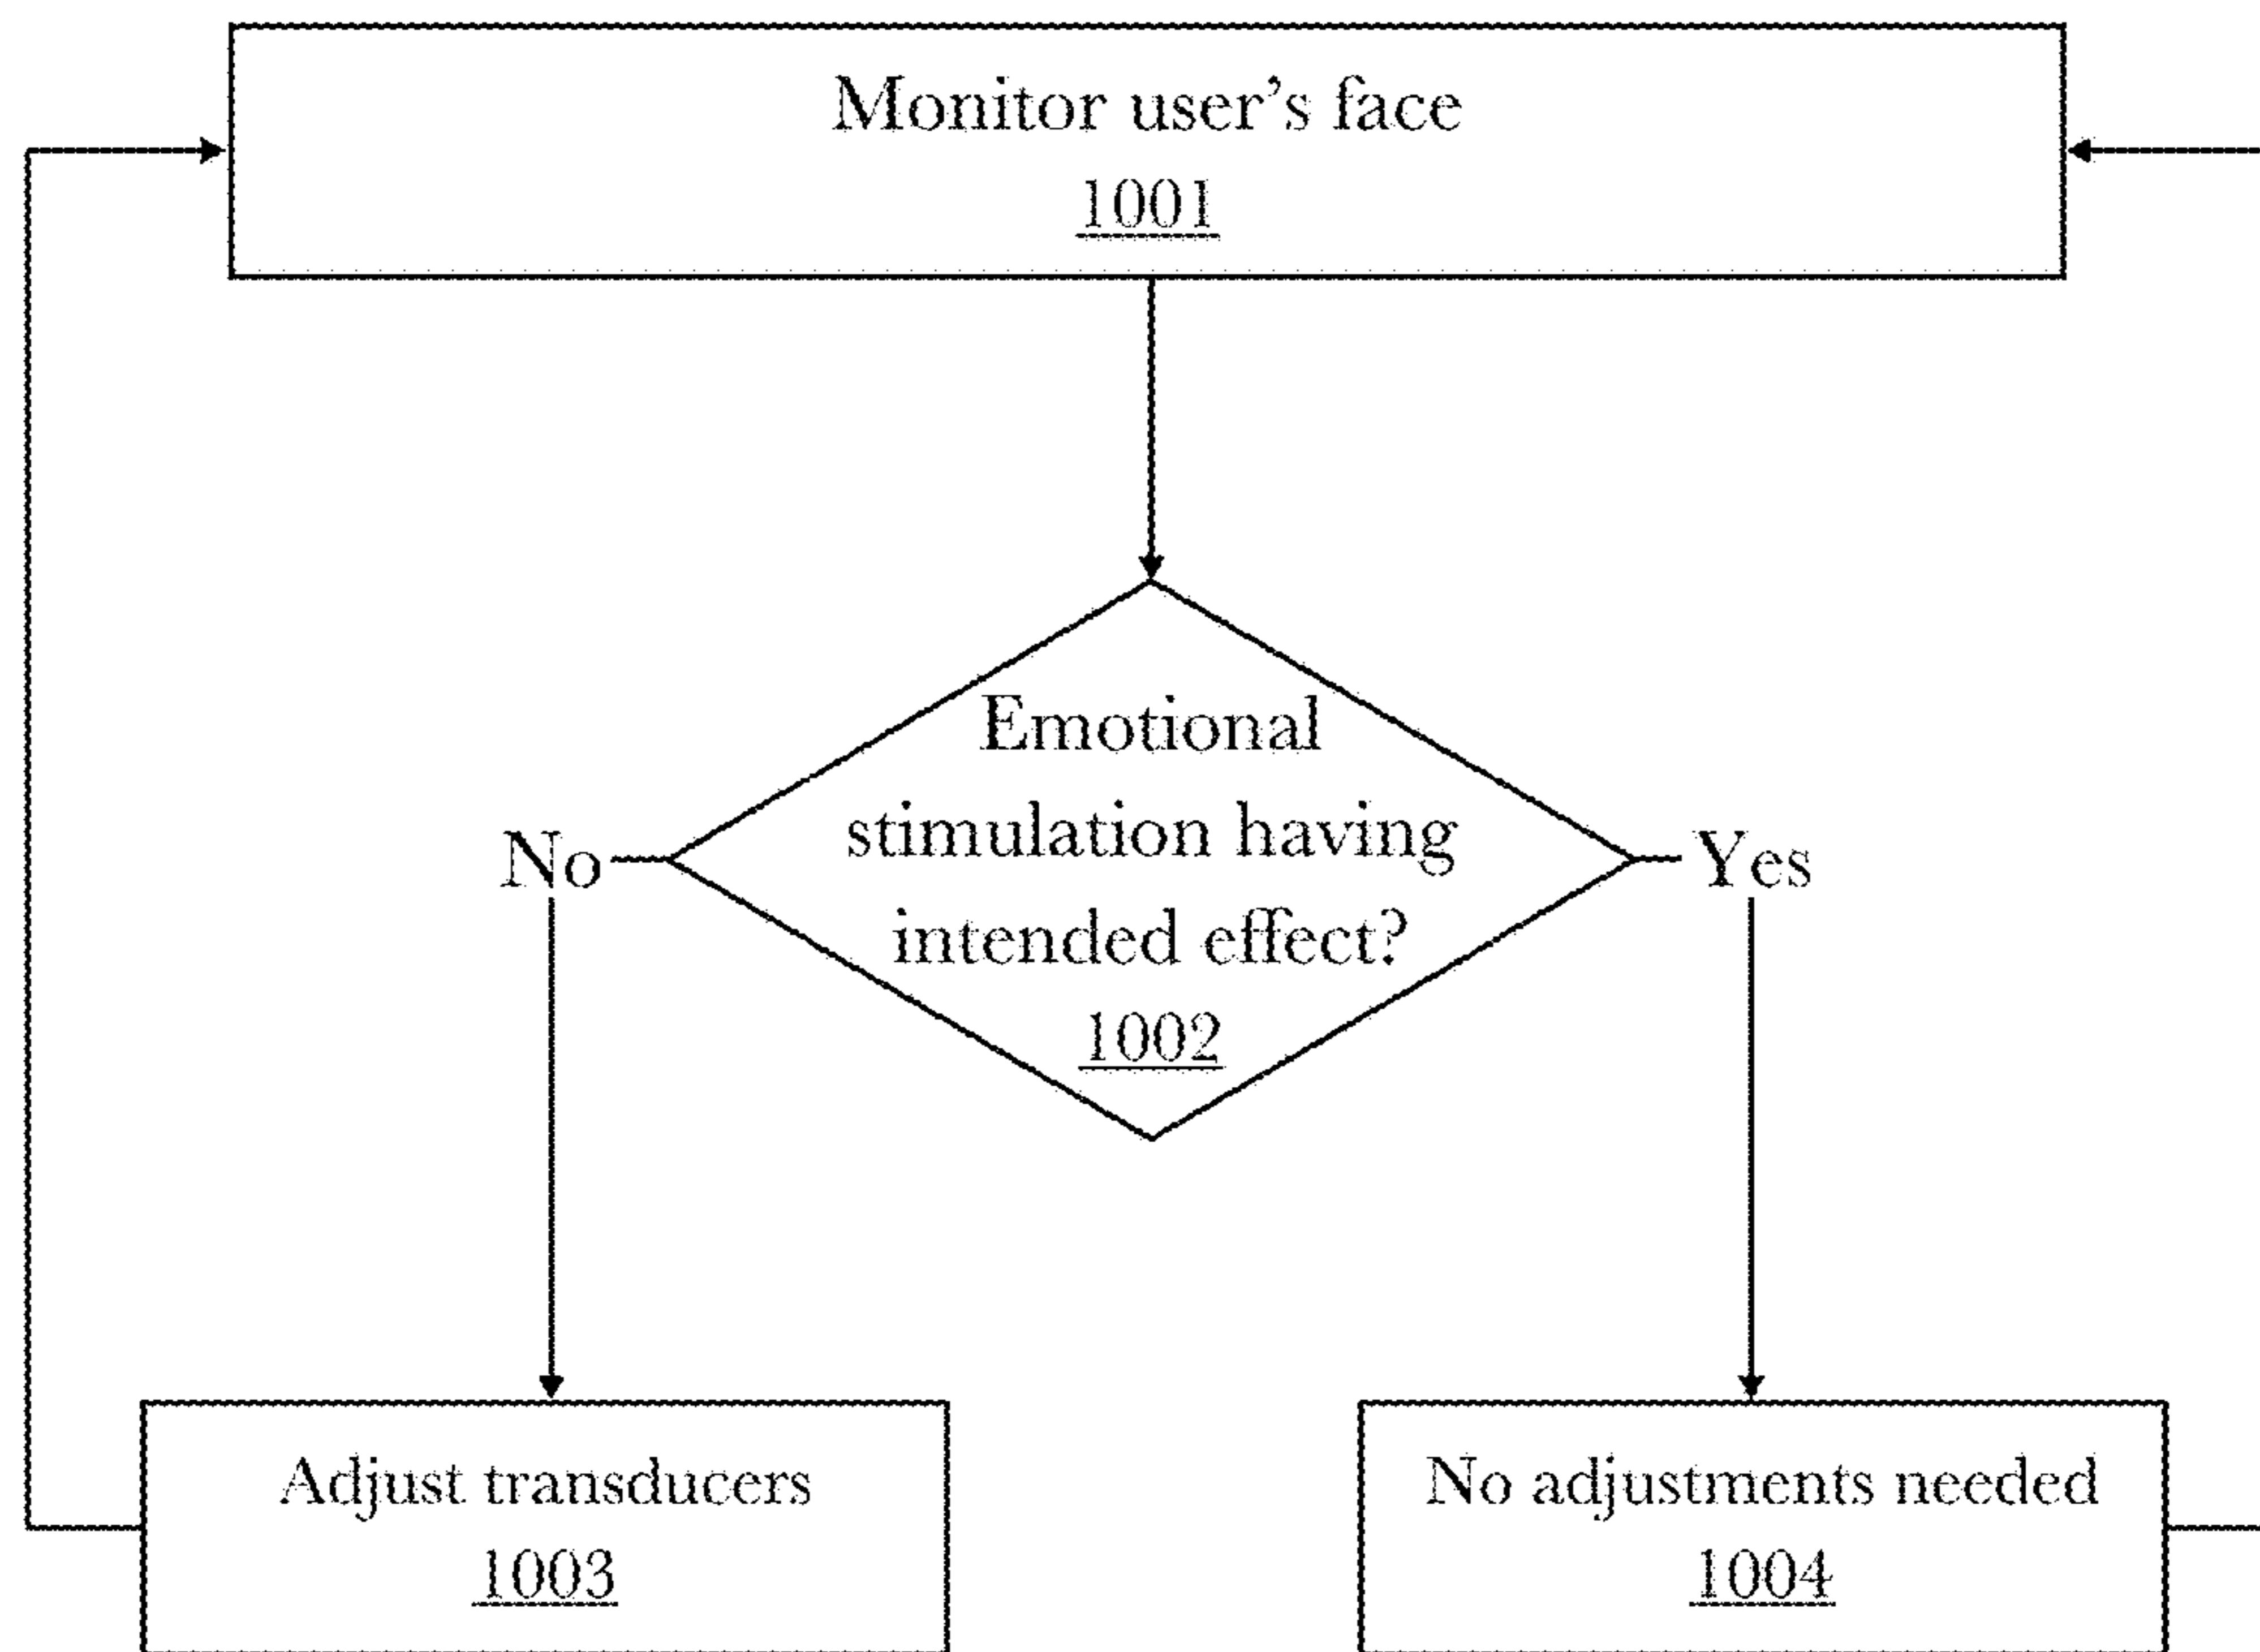 Monitor user's face
1001
Emotional
stimulation having
intended effect?
1002
No
Yes
Adjust transducers
1003
No adjustments needed
1004